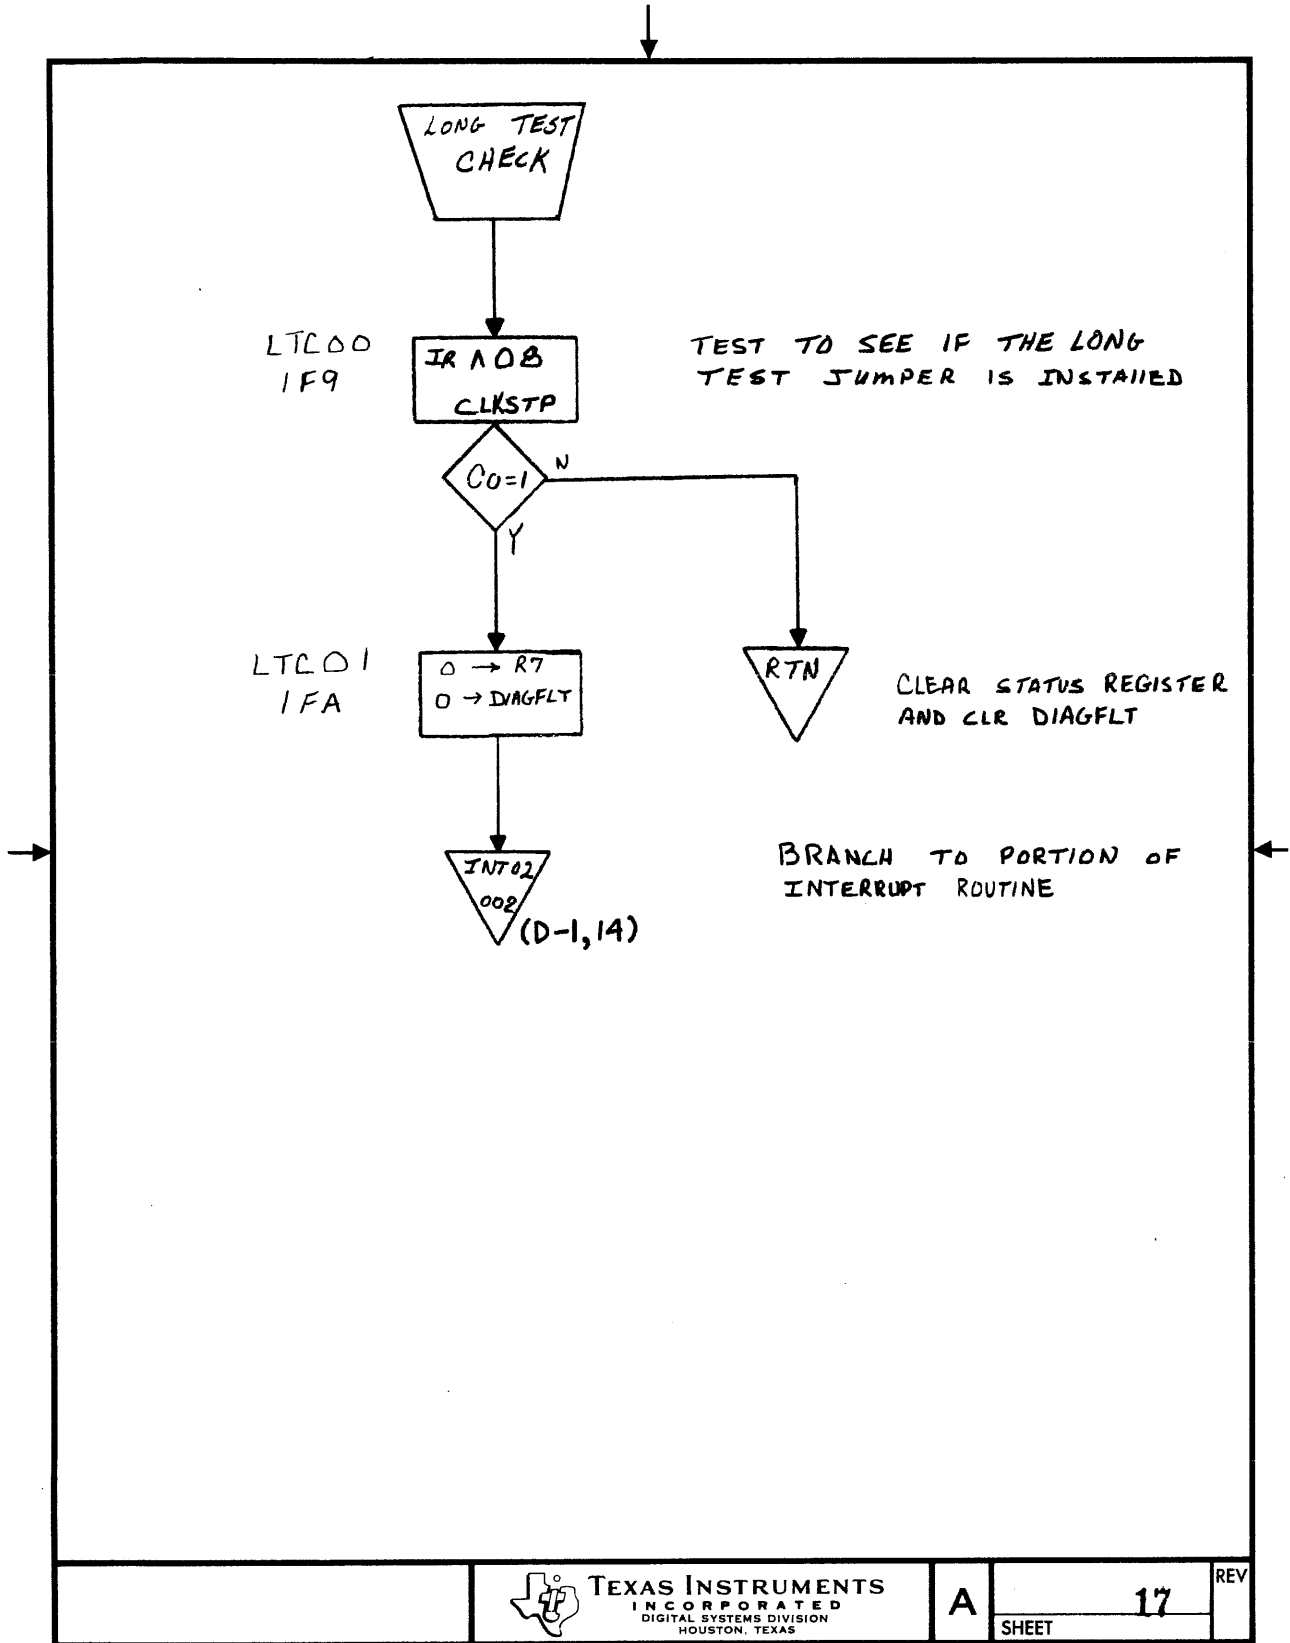 LONG TEST
CHECK
LTC00
1F9
IR ∧ 08
CLKSTP
TEST TO SEE IF THE LONG
TEST JUMPER IS INSTALLED
C0=1
N
Y
LTC01
1FA
0 → R7
0 → DIAGFLT
RTN
CLEAR STATUS REGISTER
AND CLR DIAGFLT
INT02
002
(D-1,14)
BRANCH TO PORTION OF
INTERRUPT ROUTINE
TEXAS INSTRUMENTS
INCORPORATED
DIGITAL SYSTEMS DIVISION
HOUSTON, TEXAS
A
SHEET 17
REV